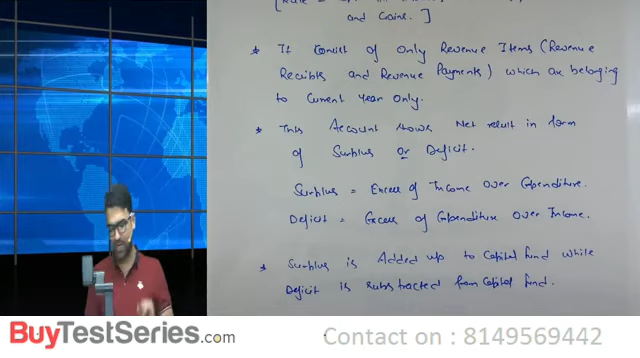 and Gains. ]
* It Consist of Only Revenue Items (Revenue
Recibts and Revenue Payments) which are belonging
to Current year Only.
* This Account shows Net result in form
of Surplus or Deficit.
Surplus = Excess of Income over Expenditure.
Deficit = Excess of Expenditure over Income.
* Surplus is Added up to Capital fund while
Deficit is substracted from Capital fund.
BuyTestSeries.com Contact on : 8149569442